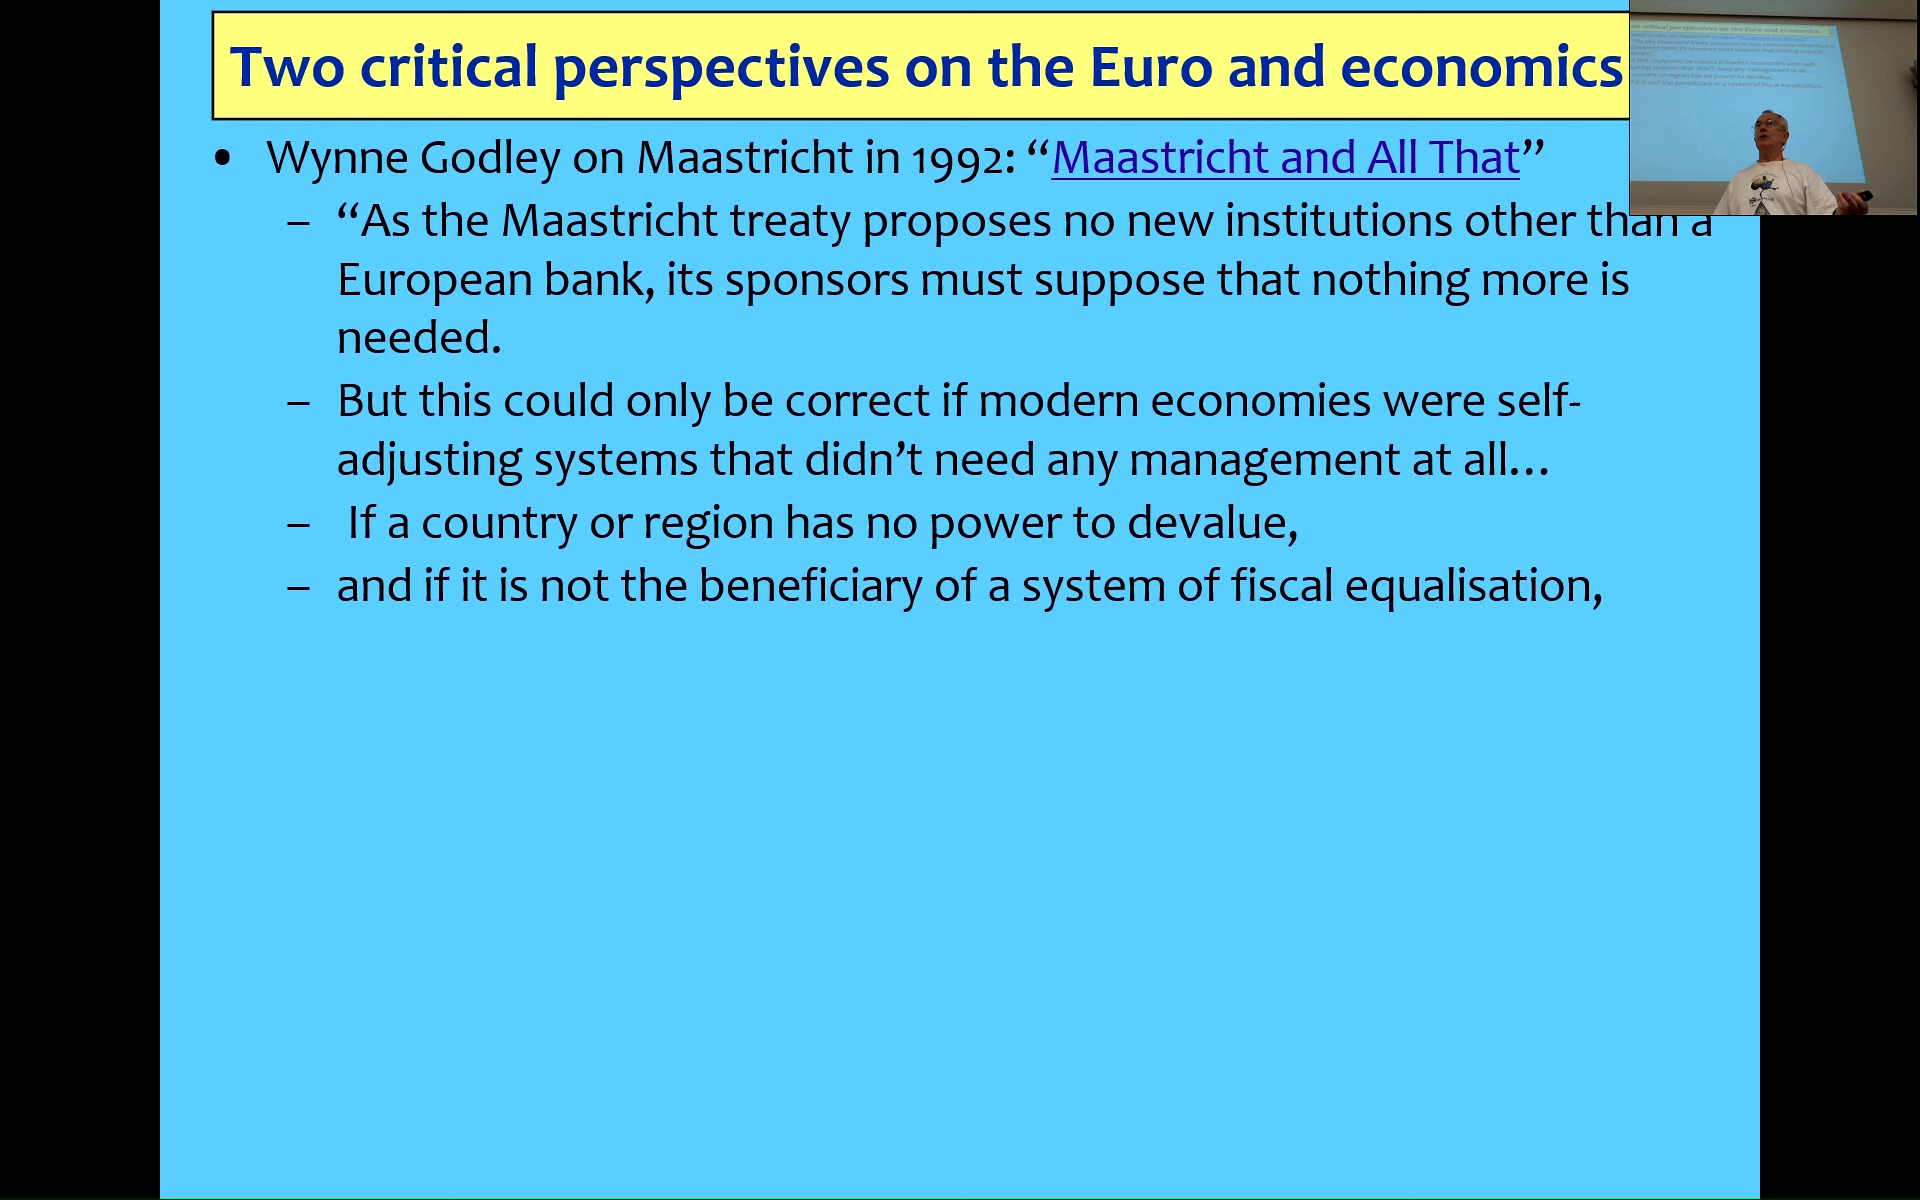 Two critical perspectives on the Euro and economics
• Wynne Godley on Maastricht in 1992: “Maastricht and All That”
– “As the Maastricht treaty proposes no new institutions other than a
European bank, its sponsors must suppose that nothing more is
needed.
– But this could only be correct if modern economies were self-
adjusting systems that didn’t need any management at all…
– If a country or region has no power to devalue,
– and if it is not the beneficiary of a system of fiscal equalisation,